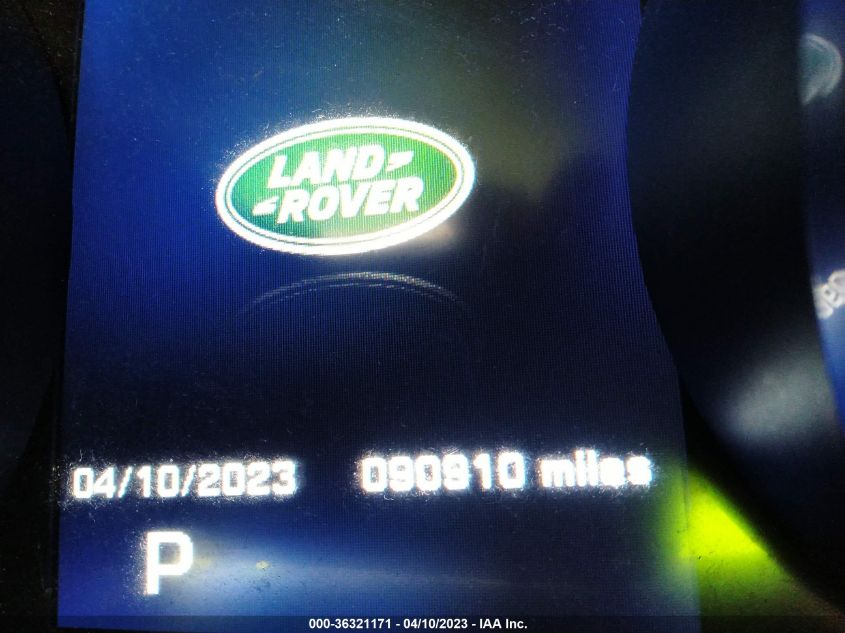 LAND
ROVER
04/10/2023 090910 miles
P
000-36321171 - 04/10/2023 - IAA Inc.